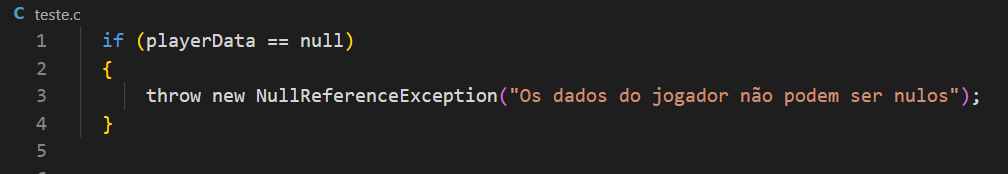 C teste.c
1 if (playerData == null)
2 {
3 throw new NullReferenceException("Os dados do jogador não podem ser nulos");
4 }
5